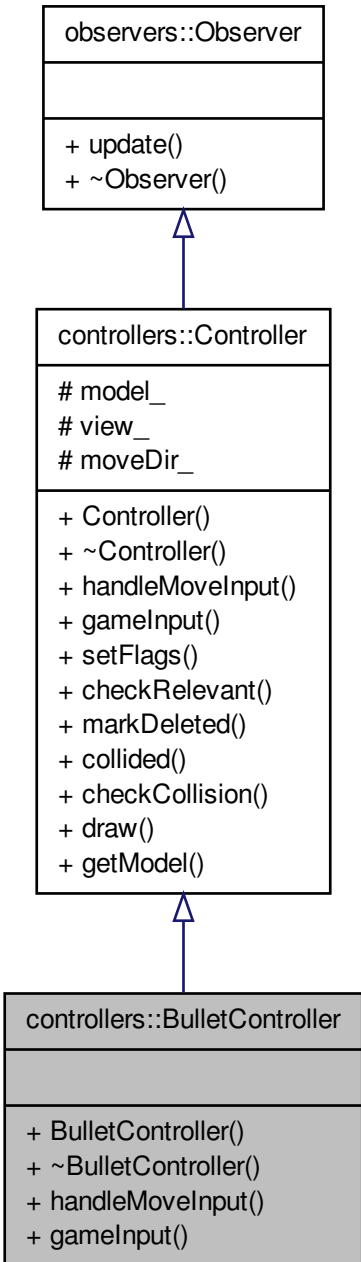 observers::Observer
+ update()
+ ~Observer()
controllers::Controller
# model_
# view_
# moveDir_
+ Controller()
+ ~Controller()
+ handleMoveInput()
+ gameInput()
+ setFlags()
+ checkRelevant()
+ markDeleted()
+ collided()
+ checkCollision()
+ draw()
+ getModel()
controllers::BulletController
+ BulletController()
+ ~BulletController()
+ handleMoveInput()
+ gameInput()